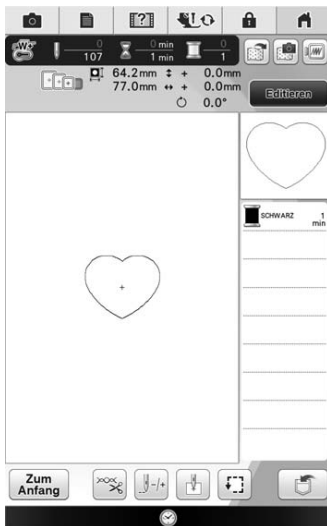 W+
0
107
0 min
1 min
0
1
64.2mm + 0.0mm
77.0mm + 0.0mm
0.0°
Editieren
SCHWARZ 1
min
Zum
Anfang
-/+